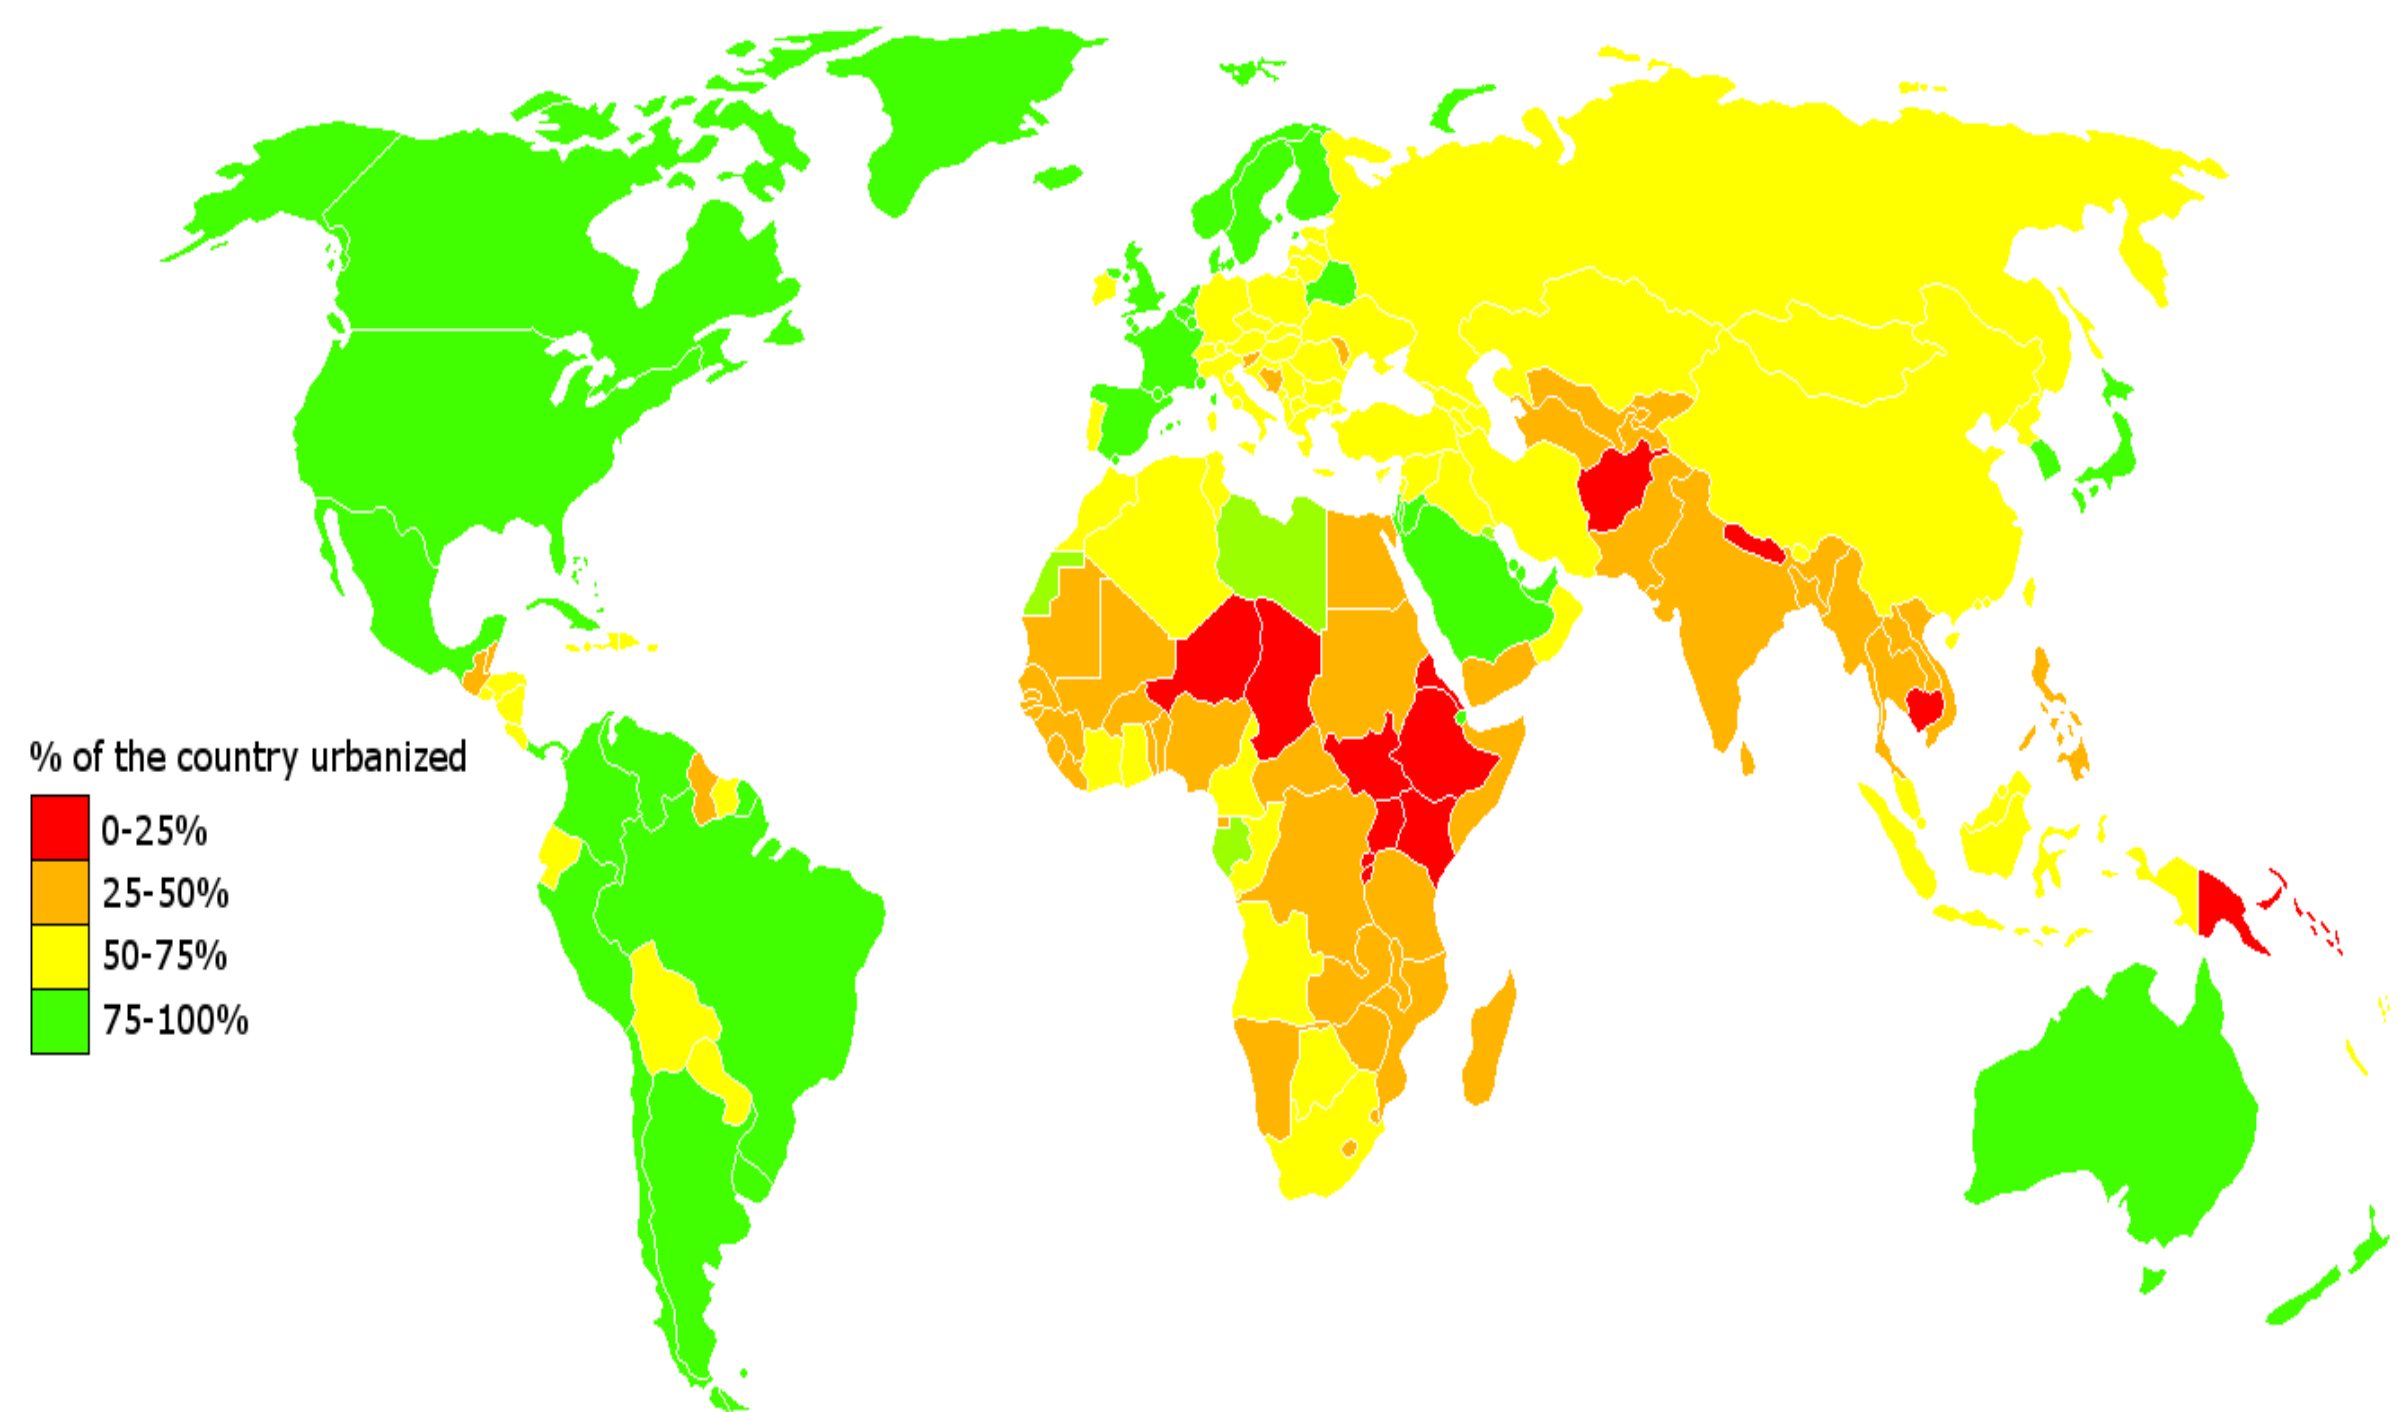 % of the country urbanized
0-25%
25-50%
50-75%
75-100%